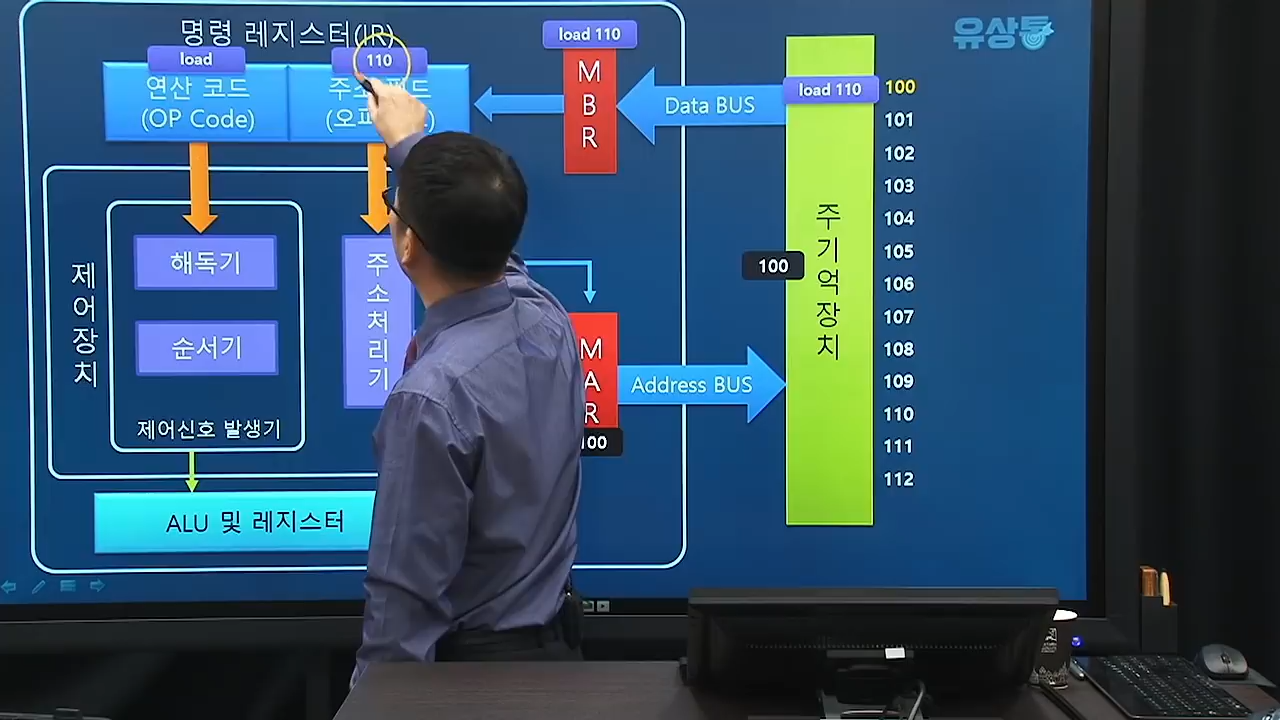 명령 레지스터(IR)
load
110
연산 코드
(OP Code)
load 110
MBR
Data BUS
load 110
주기억장치
100
101
102
103
104
105
106
107
108
109
110
111
112
유상통
제어장치
해독기
순서기
제어신호 발생기
주소처리기
100
MAR
Address BUS
ALU 및 레지스터